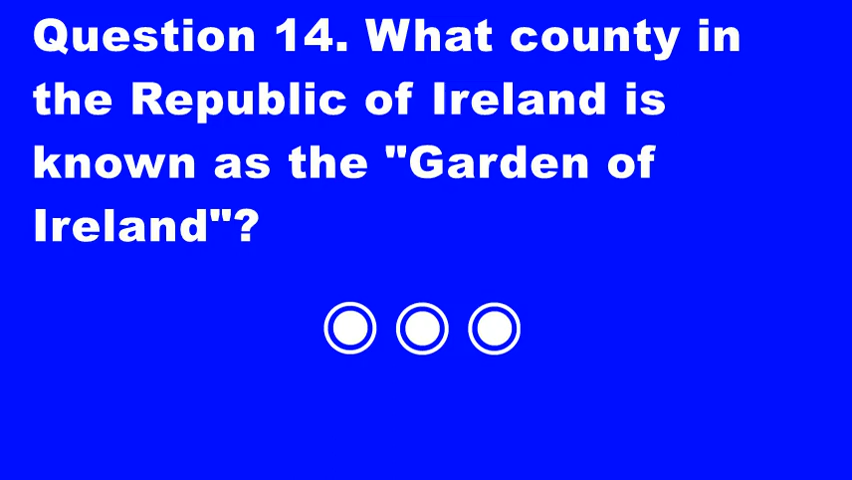 Question 14. What county in
the Republic of Ireland is
known as the "Garden of
Ireland"?